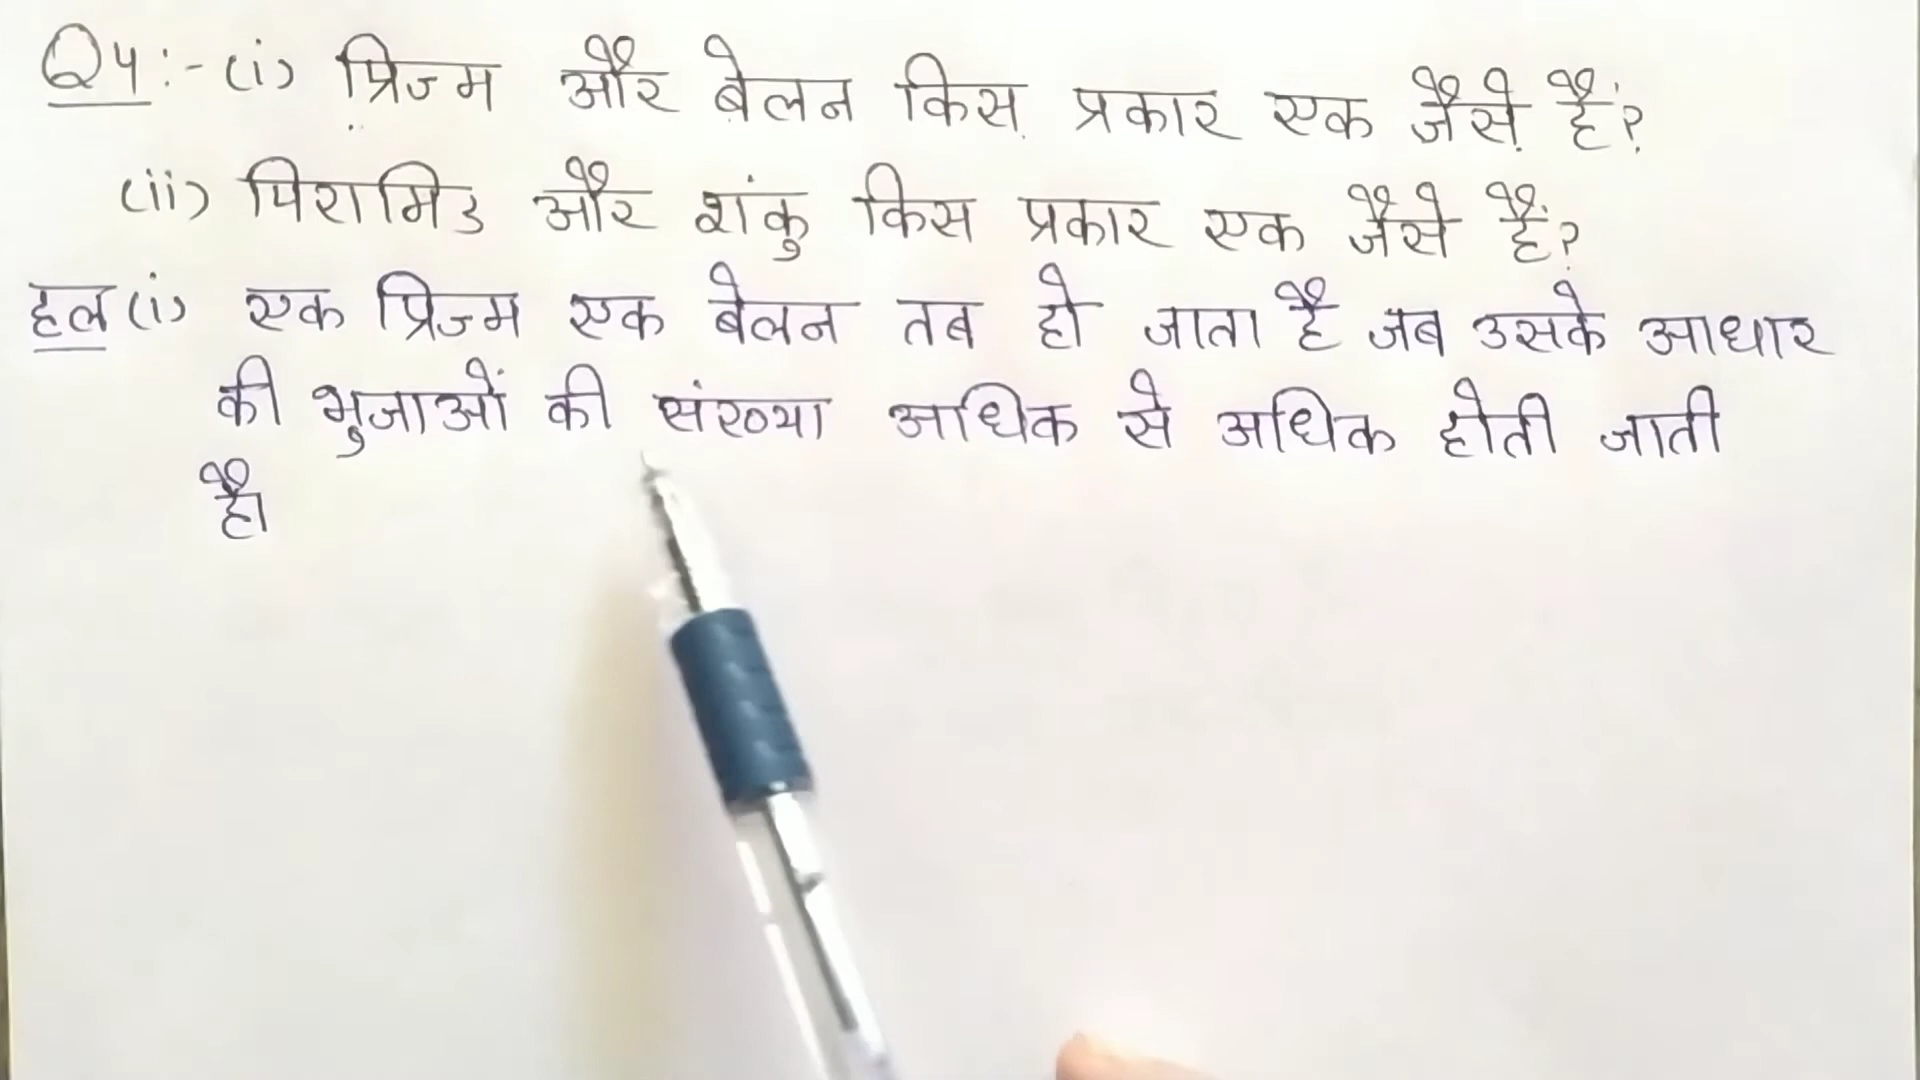 Q4:- (i) प्रिज्म और बेलन किस प्रकार एक जैसे हैं?
(ii) पिरामिड और शंकु किस प्रकार एक जैसे हैं?
हल (i) एक प्रिज्म एक बेलन तब हो जाता है जब उसके आधार
की भुजाओं की संख्या अधिक से अधिक होती जाती
है।